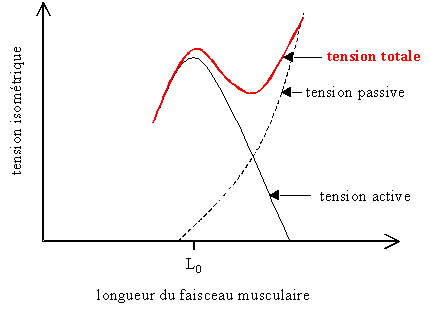 tension isométrique
tension totale
tension passive
tension active
L0
longueur du faisceau musculaire